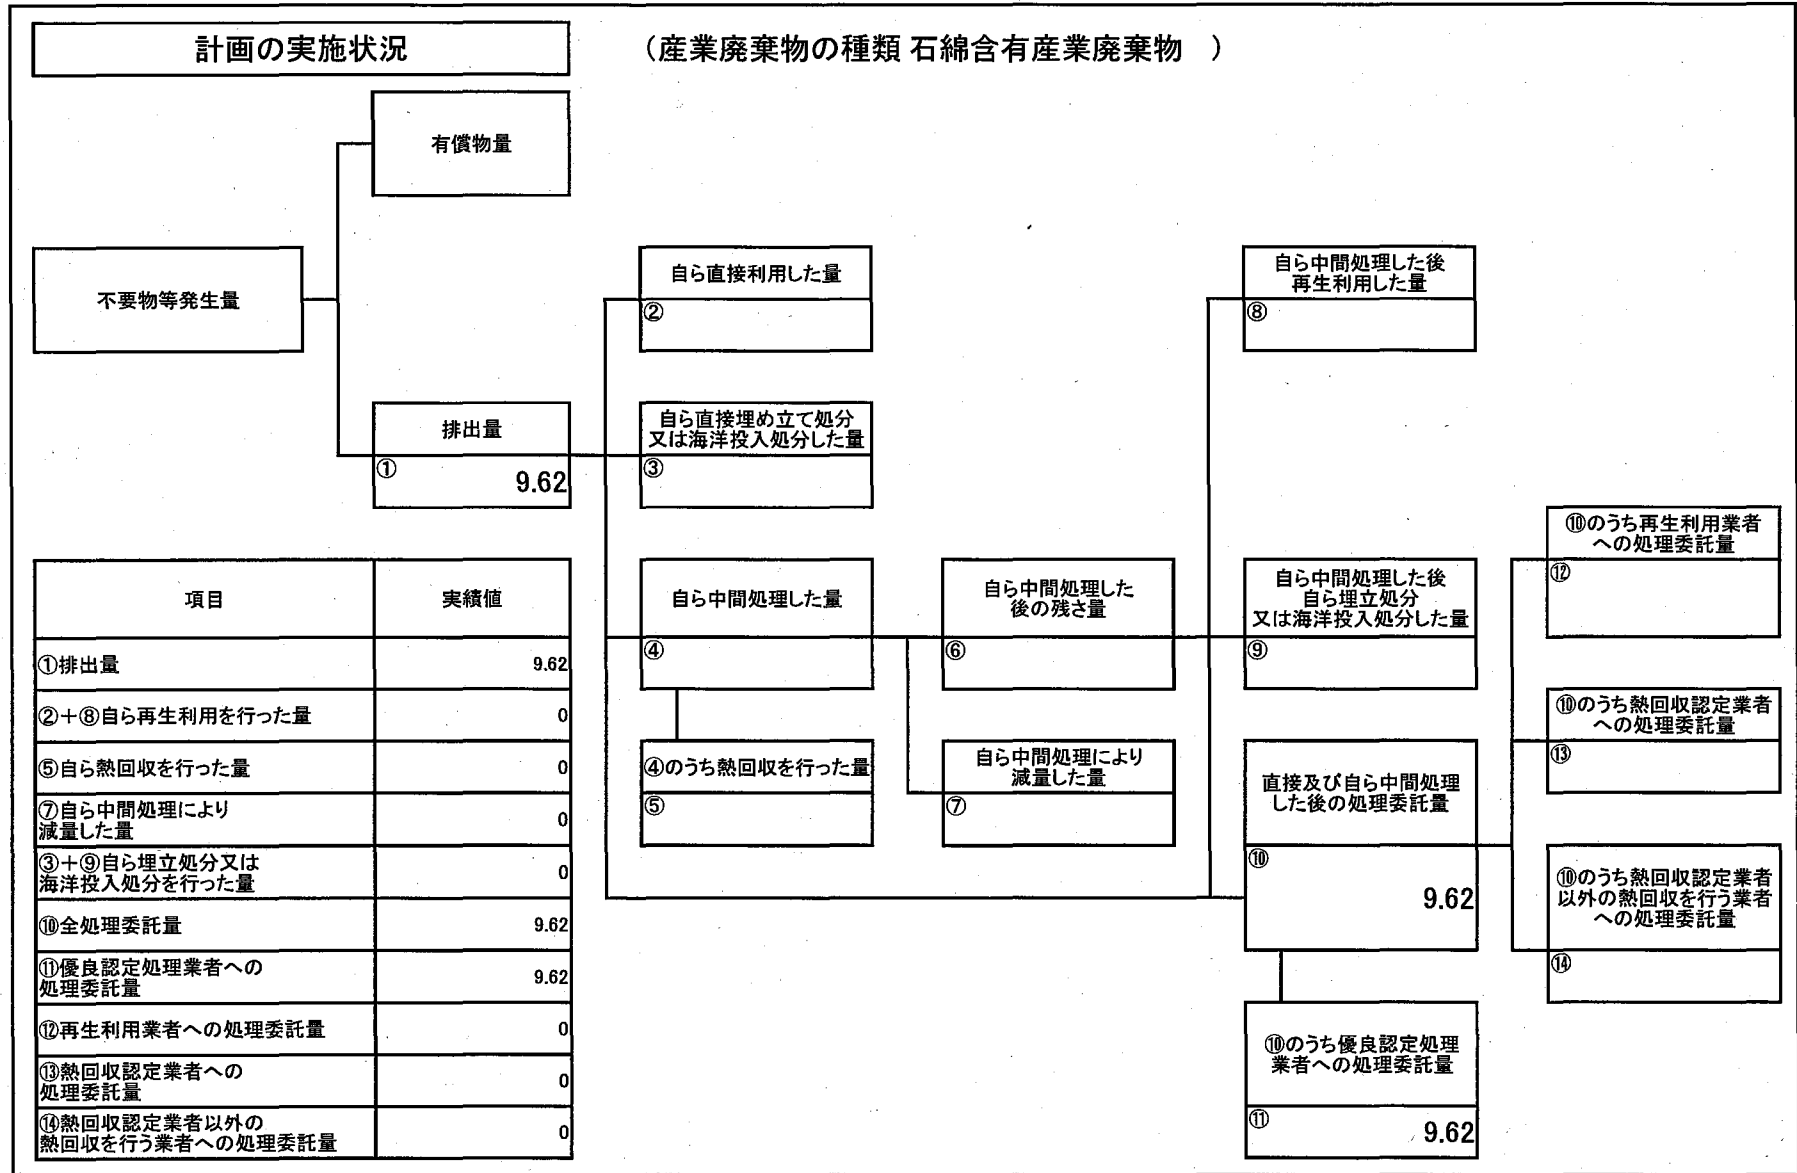 計画の実施状況
（産業廃棄物の種類 石綿含有産業廃棄物　）
有償物量
不要物等発生量
排出量
①
9.62
自ら直接利用した量
②
自ら直接埋め立て処分
又は海洋投入処分した量
③
自ら中間処理した量
④
④のうち熱回収を行った量
⑤
自ら中間処理した
後の残さ量
⑥
自ら中間処理により
減量した量
⑦
自ら中間処理した後
再生利用した量
⑧
自ら中間処理した後
自ら埋立処分
又は海洋投入処分した量
⑨
直接及び自ら中間処理
した後の処理委託量
⑩
9.62
⑩のうち優良認定処理
業者への処理委託量
⑪
9.62
⑩のうち再生利用業者
への処理委託量
⑫
⑩のうち熱回収認定業者
への処理委託量
⑬
⑩のうち熱回収認定業者
以外の熱回収を行う業者
への処理委託量
⑭
項目 実績値
①排出量 9.62
②＋⑧自ら再生利用を行った量 0
⑤自ら熱回収を行った量 0
⑦自ら中間処理により
減量した量 0
③＋⑨自ら埋立処分又は
海洋投入処分を行った量 0
⑩全処理委託量 9.62
⑪優良認定処理業者への
処理委託量 9.62
⑫再生利用業者への処理委託量 0
⑬熱回収認定業者への
処理委託量 0
⑭熱回収認定業者以外の
熱回収を行う業者への処理委託量 0